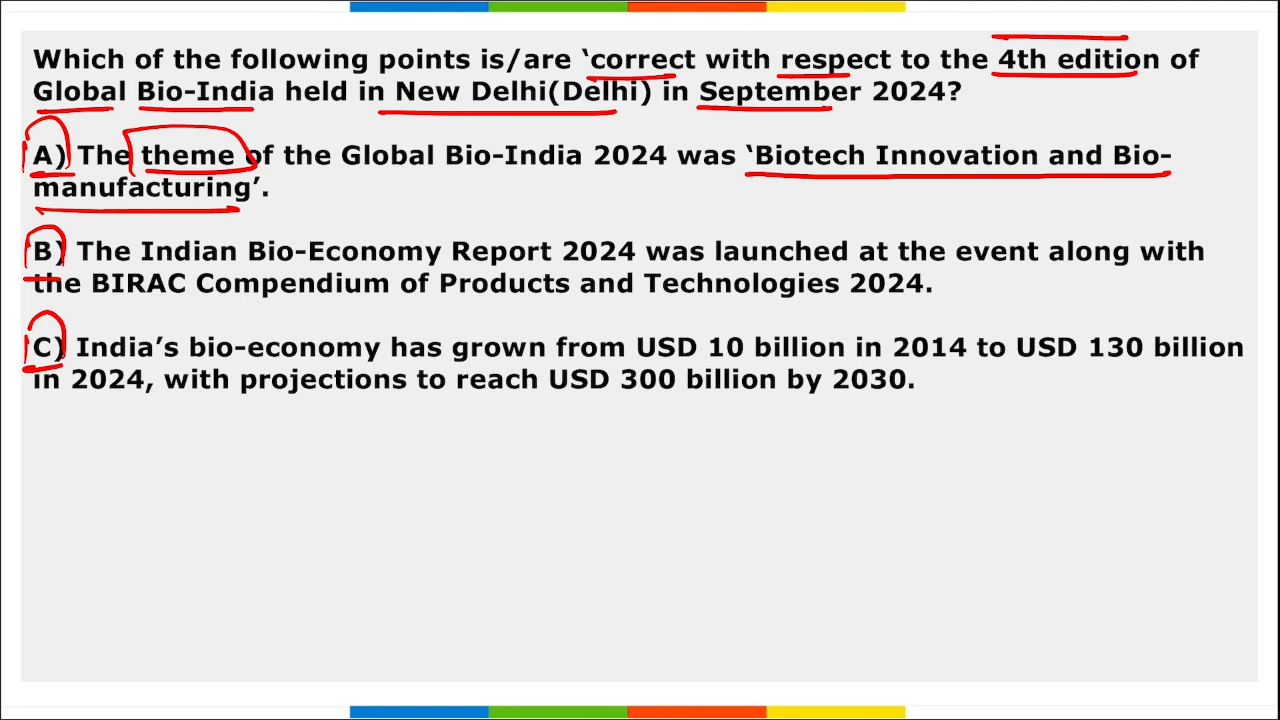 Which of the following points is/are ‘correct with respect to the 4th edition of
Global Bio-India held in New Delhi(Delhi) in September 2024?
A) The theme of the Global Bio-India 2024 was ‘Biotech Innovation and Bio-
manufacturing’.
B) The Indian Bio-Economy Report 2024 was launched at the event along with
the BIRAC Compendium of Products and Technologies 2024.
C) India’s bio-economy has grown from USD 10 billion in 2014 to USD 130 billion
in 2024, with projections to reach USD 300 billion by 2030.